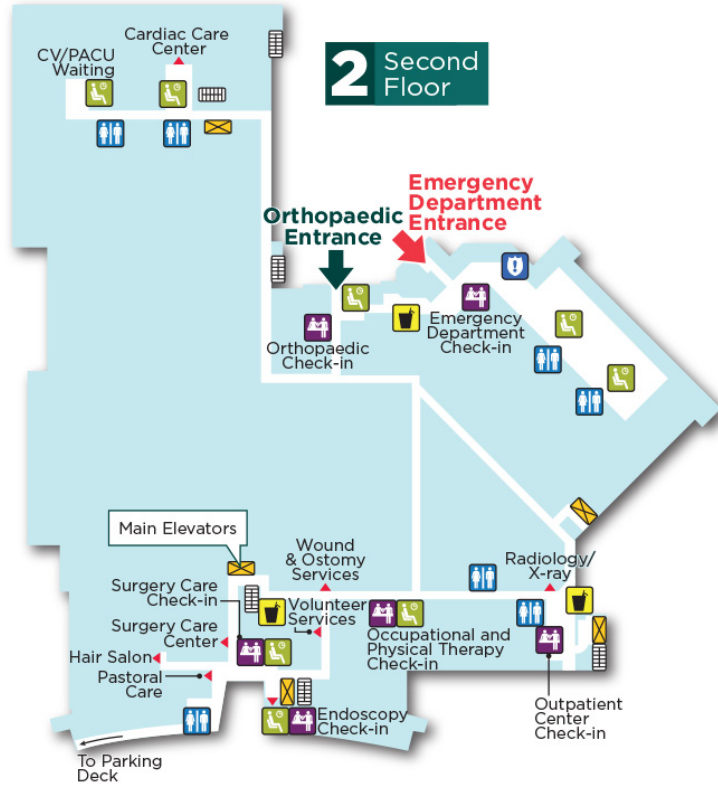 Cardiac Care
Center
CV/PACU
Waiting
2 Second
Floor
Emergency
Department
Entrance
Orthopaedic
Entrance
Orthopaedic
Check-in
Emergency
Department
Check-in
Main Elevators
Wound
& Ostomy
Services
Radiology/
X-ray
Surgery Care
Check-in
Volunteer
Services
Surgery Care
Center
Occupational and
Physical Therapy
Check-in
Hair Salon
Pastoral
Care
Endoscopy
Check-in
Outpatient
Center
Check-in
To Parking
Deck